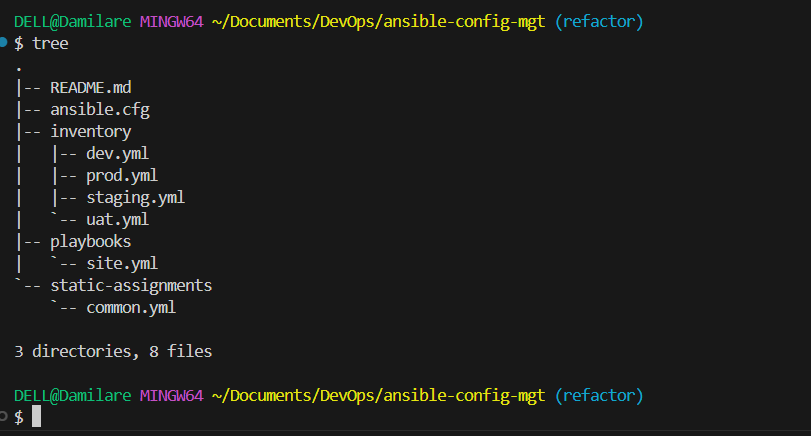 DELL@Damilare MINGW64 ~/Documents/DevOps/ansible-config-mgt (refactor)
$ tree
.
|-- README.md
|-- ansible.cfg
|-- inventory
|   |-- dev.yml
|   |-- prod.yml
|   |-- staging.yml
|   `-- uat.yml
|-- playbooks
|   `-- site.yml
`-- static-assignments
    `-- common.yml

3 directories, 8 files

DELL@Damilare MINGW64 ~/Documents/DevOps/ansible-config-mgt (refactor)
$